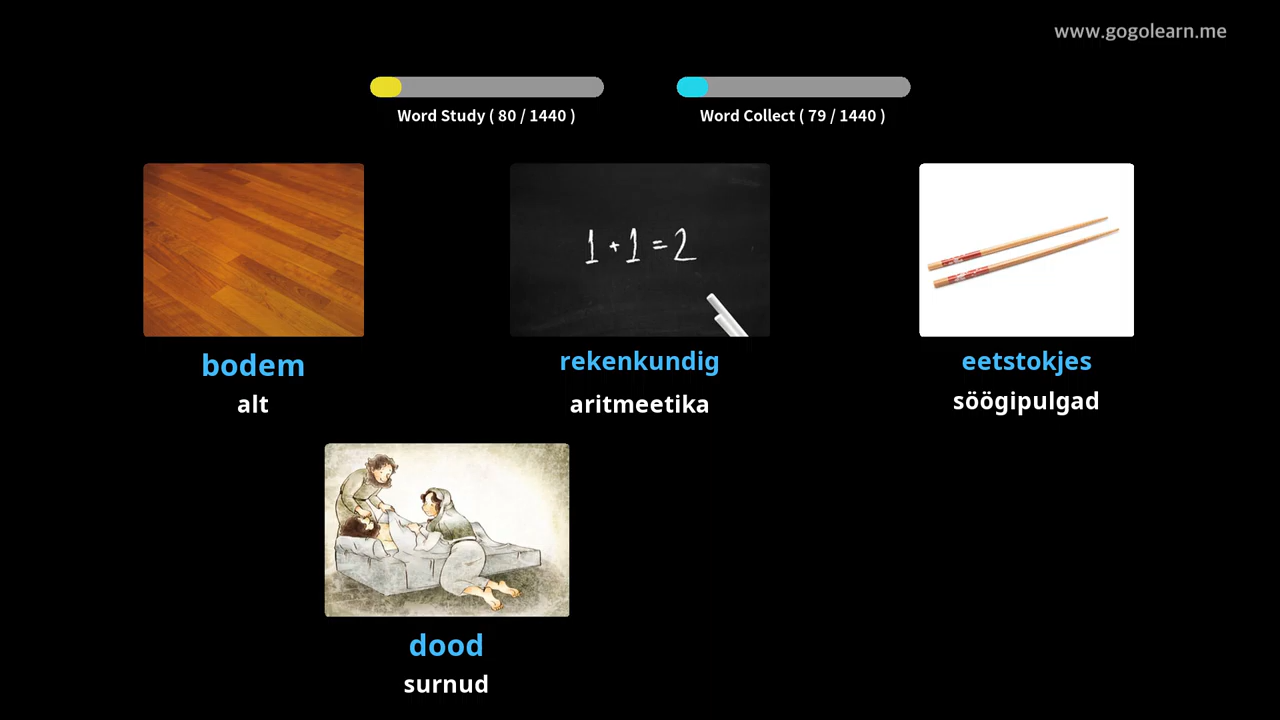 www.gogolearn.me
Word Study ( 80 / 1440 )
Word Collect ( 79 / 1440 )
1 + 1 = 2
bodem
alt
rekenkundig
aritmeetika
eetstokjes
söögipulgad
dood
surnud